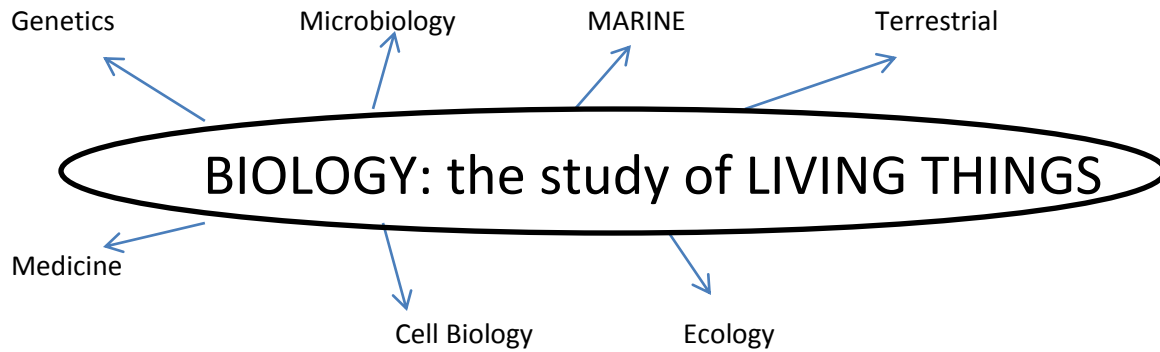 Genetics Microbiology MARINE Terrestrial
BIOLOGY: the study of LIVING THINGS
Medicine
Cell Biology Ecology